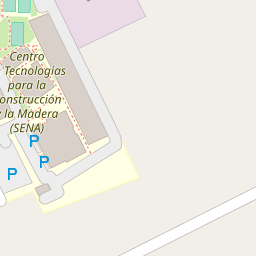 Centro
Tecnologías
para la
onstrucción
y la Madera
(SENA)
P
P
P